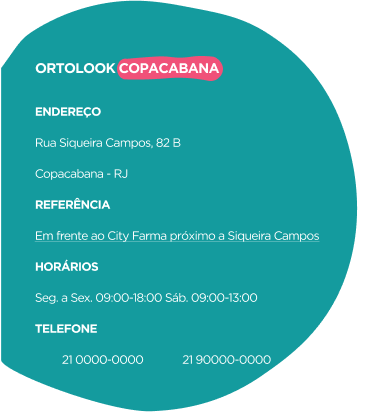 ORTOLOOK COPACABANA
ENDEREÇO
Rua Siqueira Campos, 82 B
Copacabana - RJ
REFERÊNCIA
Em frente ao City Farma próximo a Siqueira Campos
HORÁRIOS
Seg. a Sex. 09:00-18:00 Sáb. 09:00-13:00
TELEFONE
21 0000-0000 21 90000-0000